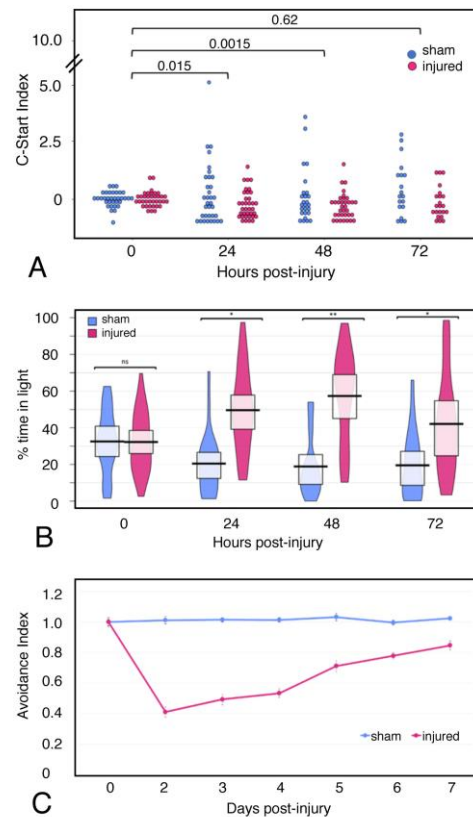 10.0
0.62
0.0015
0.015
sham
injured
5.0
2.5
0
C-Start Index
0 24 48 72
Hours post-injury
A
100
80
60
40
20
0
% time in light
sham
injured
ns
*
**
*
0 24 48 72
Hours post-injury
B
1.2
1.0
0.8
0.6
0.4
0.2
0
Avoidance Index
sham injured
0 2 3 4 5 6 7
Days post-injury
C